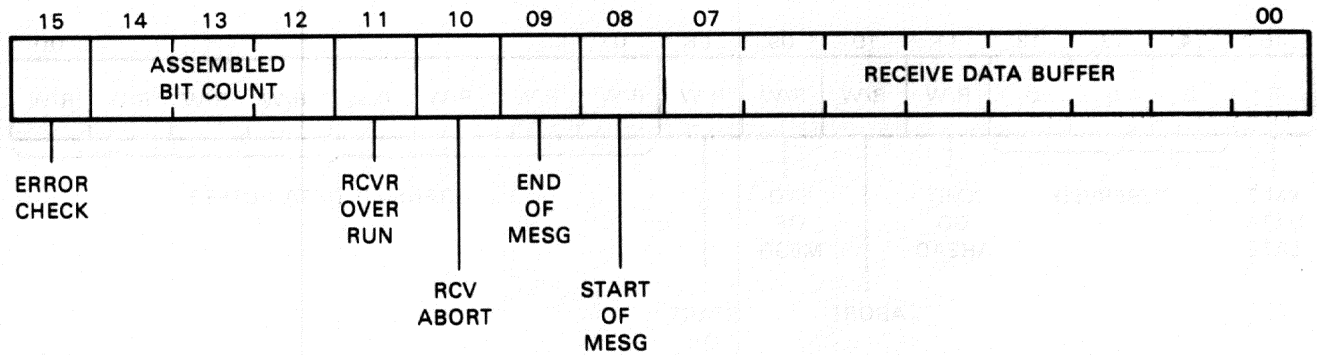 15 14 13 12 11 10 09 08 07 00
ASSEMBLED
BIT COUNT
RECEIVE DATA BUFFER
ERROR
CHECK
RCVR
OVER
RUN
RCV
ABORT
END
OF
MESG
START
OF
MESG